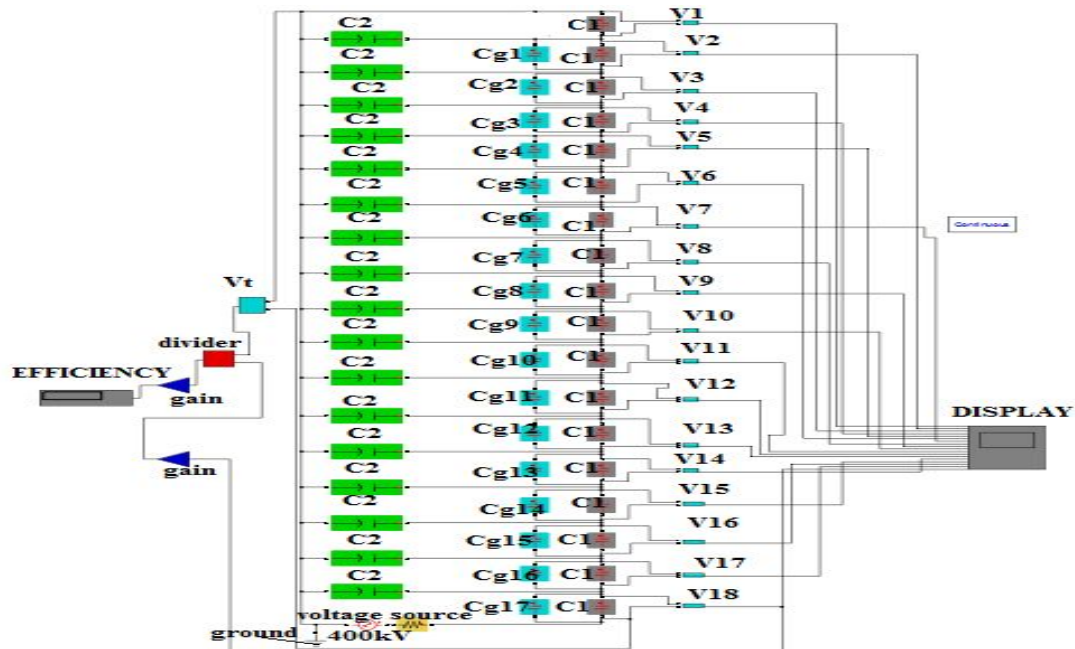 C2 C1 V1
C2 Cg1 C1 V2
C2 Cg2 C1 V3
C2 Cg3 C1 V4
C2 Cg4 C1 V5
C2 Cg5 C1 V6
C2 Cg6 C1 V7
C2 Cg7 C1 V8
C2 Cg8 C1 V9
C2 Cg9 C1 V10
C2 Cg10 C1 V11
C2 Cg11 C1 V12
C2 Cg12 C1 V13
C2 Cg13 C1 V14
C2 Cg14 C1 V15
C2 Cg15 C1 V16
C2 Cg16 C1 V17
Cg17 C1 V18
Continuous
Vt
divider
EFFICIENCY
gain
gain
DISPLAY
voltage source
ground
400kV